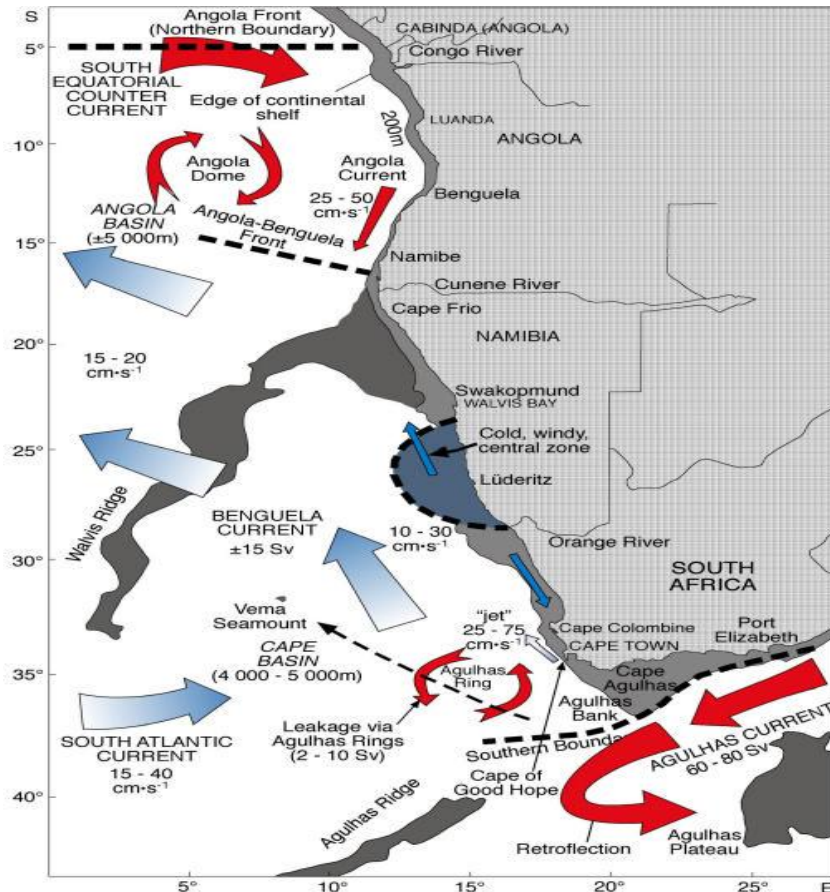 S
Angola Front
(Northern Boundary)
CABINDA (ANGOLA)
Congo River
5°
SOUTH
EQUATORIAL
COUNTER
CURRENT
Edge of continental
shelf
200m
LUANDA
ANGOLA
10°
Angola
Dome
Angola
Current
25 - 50
cm·s⁻¹
Benguela
ANGOLA
BASIN
(±5 000m)
Angola-Benguela
Front
15°
Namibe
Cunene River
Cape Frio
NAMIBIA
20°
15 - 20
cm·s⁻¹
Swakopmund
WALVIS BAY
Cold, windy,
central zone
25°
Lüderitz
Walvis Ridge
BENGUELA
CURRENT
±15 Sv
10 - 30
cm·s⁻¹
Orange River
30°
SOUTH
AFRICA
Vema
Seamount
"jet"
25 - 75
cm·s⁻¹
Cape Colombine
CAPE TOWN
Port
Elizabeth
CAPE
BASIN
(4 000 - 5 000m)
35°
Agulhas
Ring
Cape
Agulhas
Agulhas
Bank
Leakage via
Agulhas Rings
(2 - 10 Sv)
SOUTH ATLANTIC
CURRENT
15 - 40
cm·s⁻¹
Southern Bounda
AGULHAS CURRENT
60 - 80 Sv
Cape of
Good Hope
40°
Agulhas Ridge
Retroflection
Agulhas
Plateau
5°
10°
15°
20°
25°
E